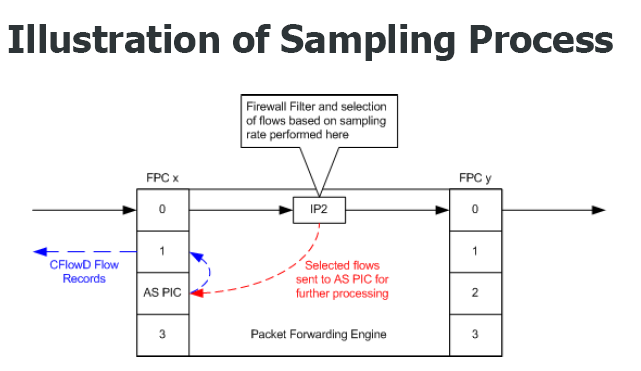 Illustration of Sampling Process
Firewall Filter and selection
of flows based on sampling
rate performed here
FPC x
FPC y
0
IP2
0
1
1
CFlowD Flow
Records
Selected flows
sent to AS PIC for
further processing
AS PIC
2
3
Packet Forwarding Engine
3